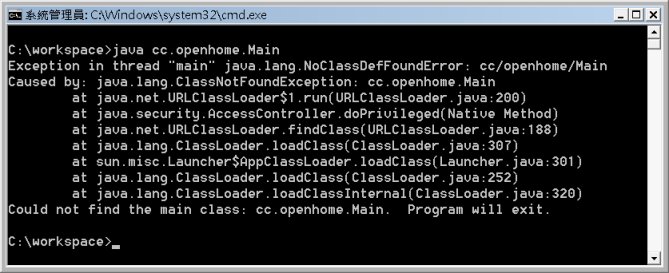 系統管理員: C:\Windows\system32\cmd.exe
C:\workspace>java cc.openhome.Main
Exception in thread "main" java.lang.NoClassDefFoundError: cc/openhome/Main
Caused by: java.lang.ClassNotFoundException: cc.openhome.Main
        at java.net.URLClassLoader$1.run(URLClassLoader.java:200)
        at java.security.AccessController.doPrivileged(Native Method)
        at java.net.URLClassLoader.findClass(URLClassLoader.java:188)
        at java.lang.ClassLoader.loadClass(ClassLoader.java:307)
        at sun.misc.Launcher$AppClassLoader.loadClass(Launcher.java:301)
        at java.lang.ClassLoader.loadClass(ClassLoader.java:252)
        at java.lang.ClassLoader.loadClassInternal(ClassLoader.java:320)
Could not find the main class: cc.openhome.Main.  Program will exit.
C:\workspace>_